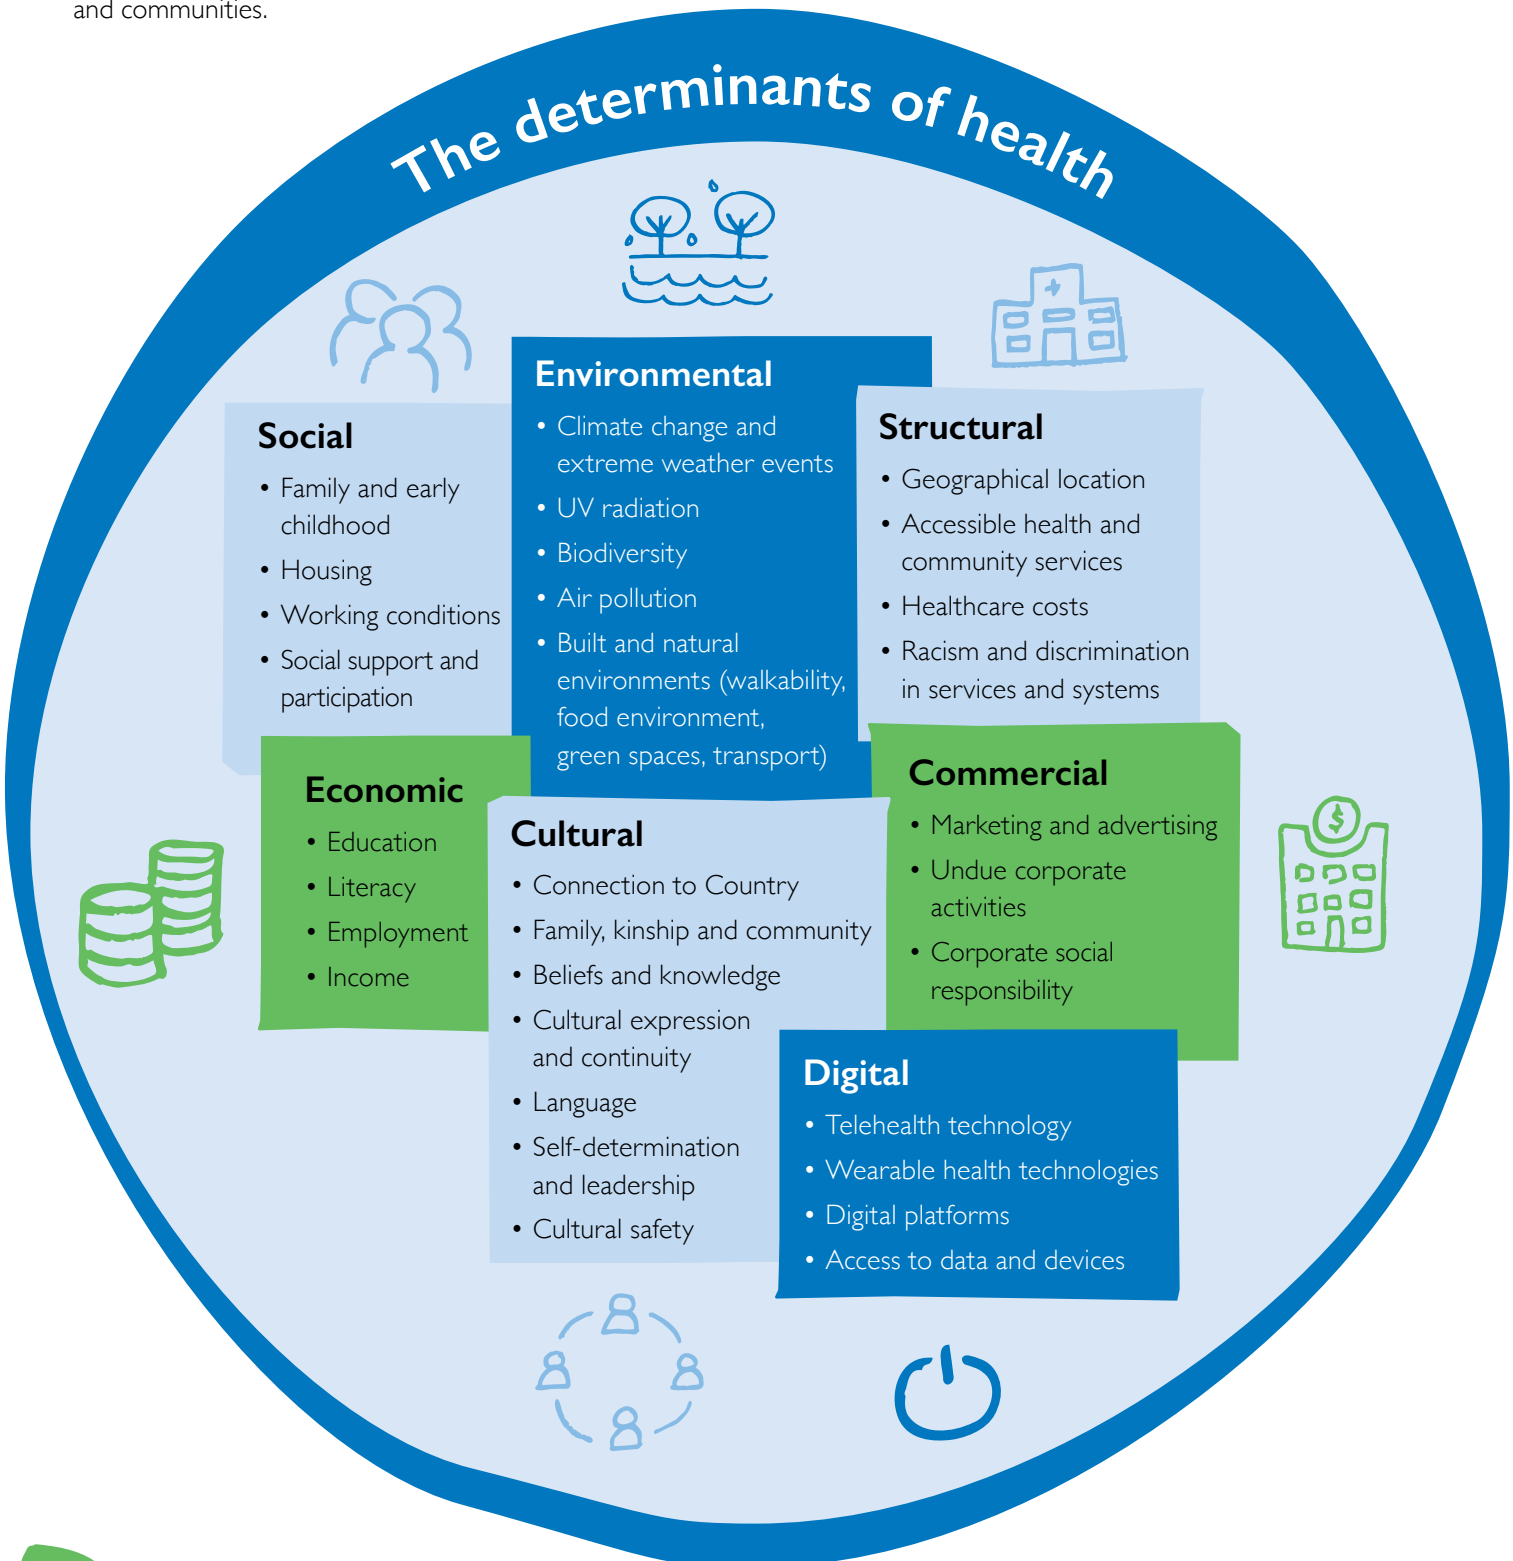 and communities.
The determinants of health
Social
• Family and early
childhood
• Housing
• Working conditions
• Social support and
participation
Environmental
• Climate change and
extreme weather events
• UV radiation
• Biodiversity
• Air pollution
• Built and natural
environments (walkability,
food environment,
green spaces, transport)
Structural
• Geographical location
• Accessible health and
community services
• Healthcare costs
• Racism and discrimination
in services and systems
Economic
• Education
• Literacy
• Employment
• Income
Cultural
• Connection to Country
• Family, kinship and community
• Beliefs and knowledge
• Cultural expression
and continuity
• Language
• Self-determination
and leadership
• Cultural safety
Commercial
• Marketing and advertising
• Undue corporate
activities
• Corporate social
responsibility
$
Digital
• Telehealth technology
• Wearable health technologies
• Digital platforms
• Access to data and devices